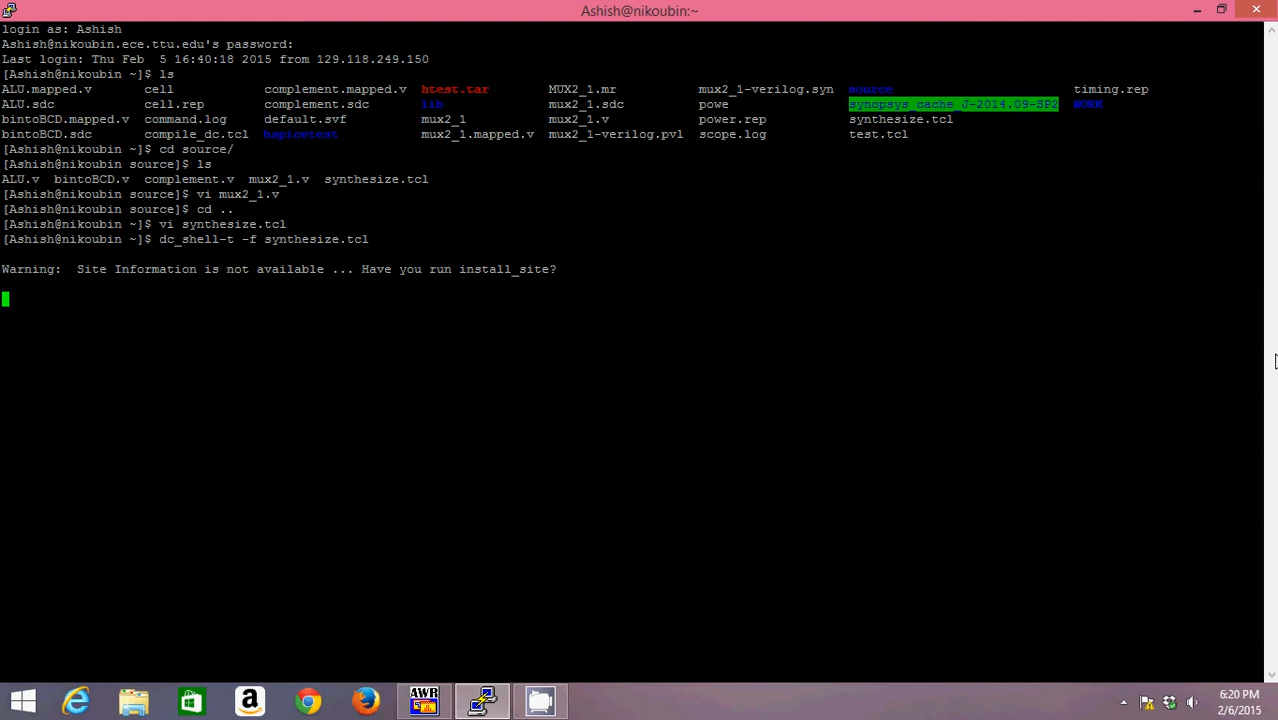 Ashish@nikoubin:~
login as: Ashish
Ashish@nikoubin.ece.ttu.edu's password:
Last login: Thu Feb  5 16:40:18 2015 from 129.118.249.150
[Ashish@nikoubin ~]$ ls
ALU.mapped.v cell complement.mapped.v htest.tar MUX2_1.mr mux2_1-verilog.syn source timing.rep
ALU.sdc cell.rep complement.sdc lib mux2_1.sdc powe synopsys_cache_J-2014.09-SP2 WORK
bintoBCD.mapped.v command.log default.svf mux2_1 mux2_1.v power.rep synthesize.tcl
bintoBCD.sdc compile_dc.tcl hspicetest mux2_1.mapped.v mux2_1-verilog.pvl scope.log test.tcl
[Ashish@nikoubin ~]$ cd source/
[Ashish@nikoubin source]$ ls
ALU.v bintoBCD.v complement.v mux2_1.v synthesize.tcl
[Ashish@nikoubin source]$ vi mux2_1.v
[Ashish@nikoubin source]$ cd ..
[Ashish@nikoubin ~]$ vi synthesize.tcl
[Ashish@nikoubin ~]$ dc_shell-t -f synthesize.tcl
Warning:  Site Information is not available ... Have you run install_site?
AWR
6:20 PM
2/6/2015